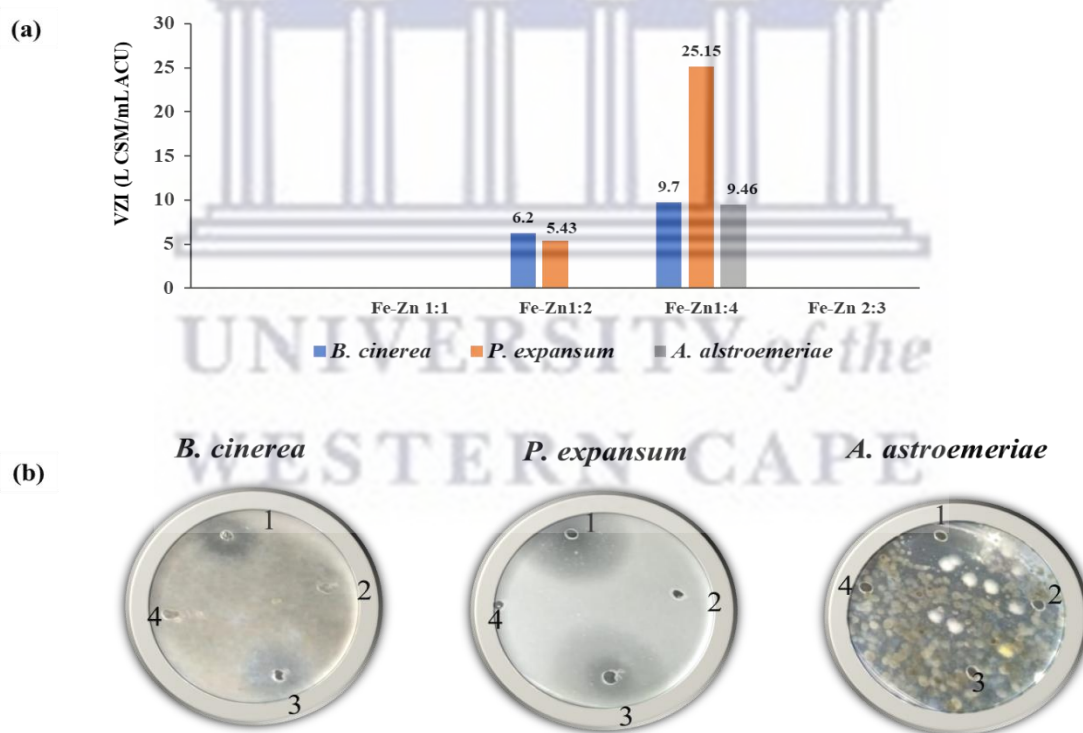 (a)
30
25
20
15
10
5
0
VZI (L CSM/mL ACU)
6.2
5.43
9.7
25.15
9.46
Fe-Zn 1:1
Fe-Zn1:2
Fe-Zn1:4
Fe-Zn 2:3
B. cinerea
P. expansum
A. alstroemeriae
UNIVERSITY of the
WESTERN CAPE
(b)
B. cinerea
P. expansum
A. astroemeriae
1
2
3
4
1
2
3
4
1
2
3
4